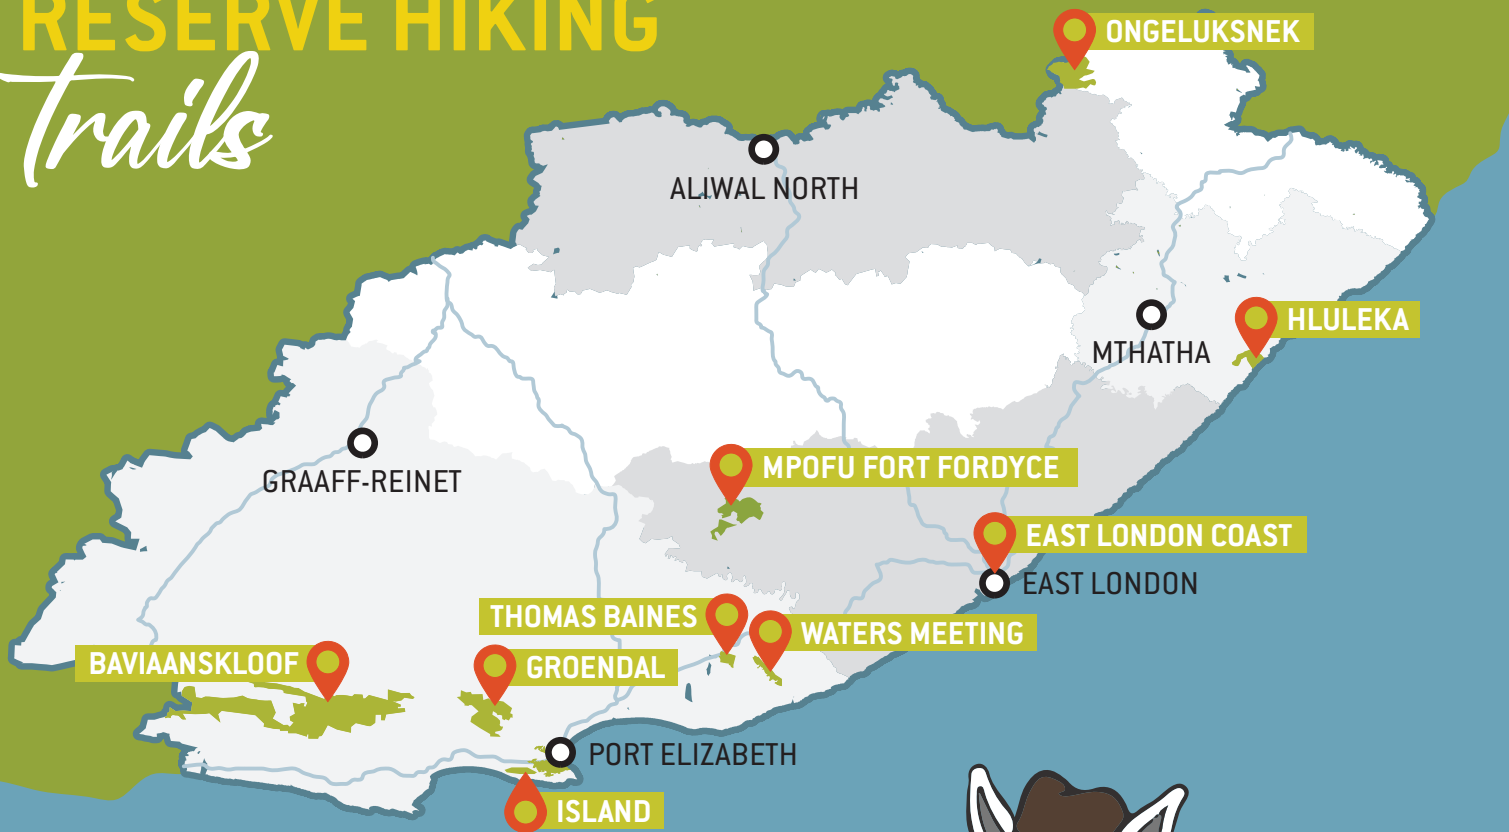 RESERVE HIKING
Trails
ONGELUKSNEK
ALIWAL NORTH
HLULEKA
MTHATHA
GRAAFF-REINET
MPOFU FORT FORDYCE
EAST LONDON COAST
EAST LONDON
THOMAS BAINES
WATERS MEETING
BAVIAANSKLOOF
GROENDAL
PORT ELIZABETH
ISLAND